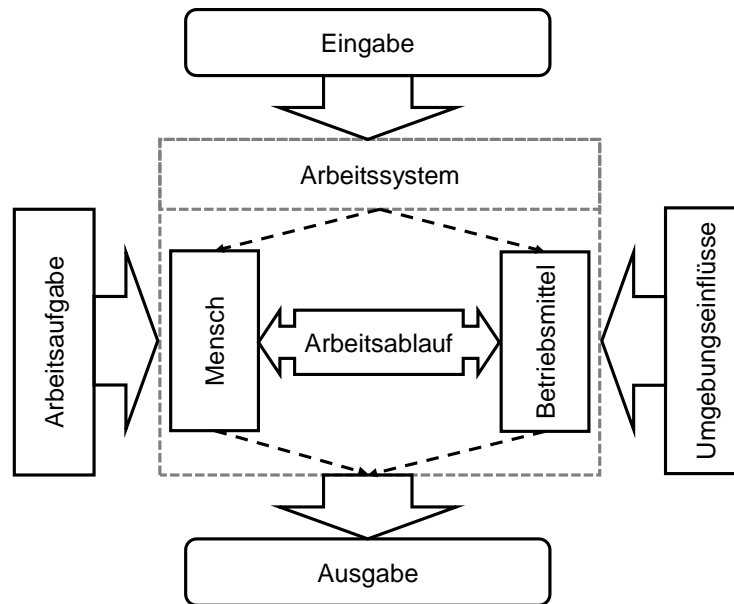 Eingabe
Arbeitssystem
Arbeitsaufgabe
Mensch
Arbeitsablauf
Betriebsmittel
Umgebungseinflüsse
Ausgabe